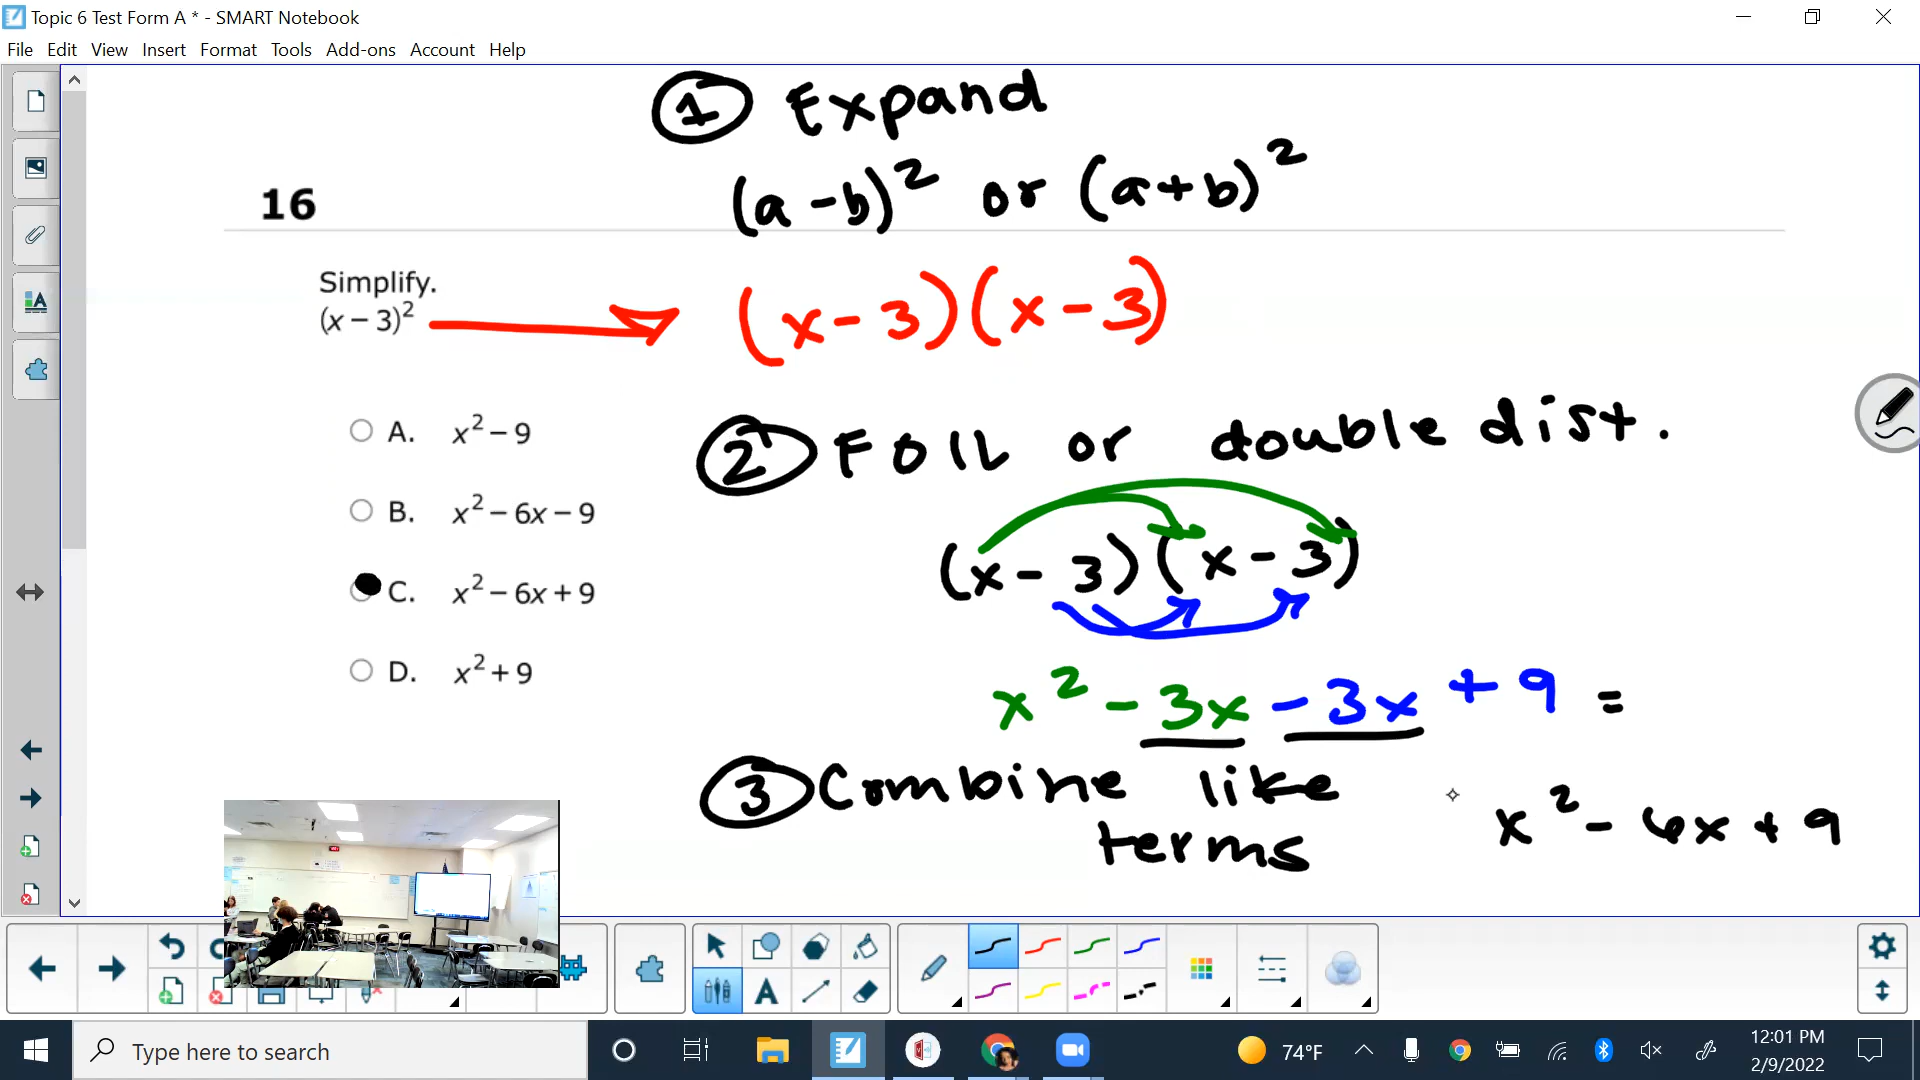 Topic 6 Test Form A * - SMART Notebook
File Edit View Insert Format Tools Add-ons Account Help
① Expand
(a - b)² or (a + b)²
16
Simplify.
(x − 3)²
(x - 3)(x - 3)
A. x² − 9
B. x² − 6x − 9
C. x² − 6x + 9
D. x² + 9
② FOIL or double dist.
(x - 3)(x - 3)
x² - 3x - 3x + 9 =
③ Combine like
terms
x² - 6x + 9
A
Type here to search
74°F
12:01 PM
2/9/2022